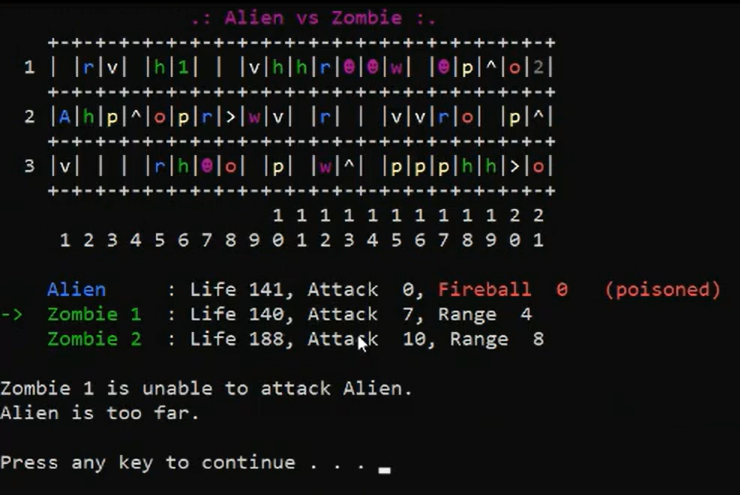 .: Alien vs Zombie :.
+-+-+-+-+-+-+-+-+-+-+-+-+-+-+-+-+-+-+-+-+-+
1 | |r|v| |h|1| | |v|h|h|r|☻|☻|w| |☻|p|^|o|2|
+-+-+-+-+-+-+-+-+-+-+-+-+-+-+-+-+-+-+-+-+-+
2 |A|h|p|^|o|p|r|>|w|v| |r| | |v|v|r|o| |p|^|
+-+-+-+-+-+-+-+-+-+-+-+-+-+-+-+-+-+-+-+-+-+
3 |v| | | |r|h|☻|o| |p| |w|^| |p|p|p|h|h|>|o|
+-+-+-+-+-+-+-+-+-+-+-+-+-+-+-+-+-+-+-+-+-+
1 1 1 1 1 1 1 1 1 1 2 2
1 2 3 4 5 6 7 8 9 0 1 2 3 4 5 6 7 8 9 0 1
Alien : Life 141, Attack 0, Fireball 0 (poisoned)
-> Zombie 1 : Life 140, Attack 7, Range 4
Zombie 2 : Life 188, Attack 10, Range 8
Zombie 1 is unable to attack Alien.
Alien is too far.
Press any key to continue . . .